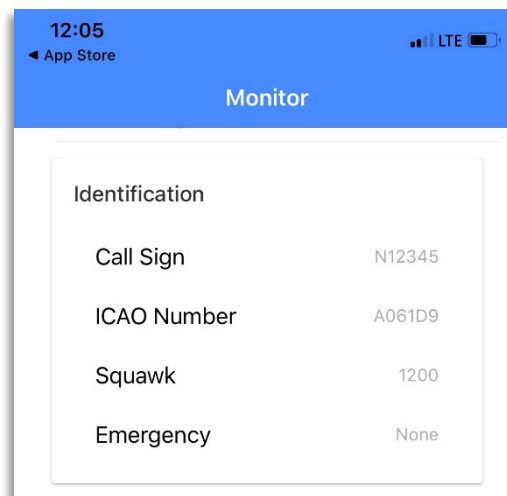 12:05
LTE
◀ App Store
Monitor
Identification
Call Sign N12345
ICAO Number A061D9
Squawk 1200
Emergency None